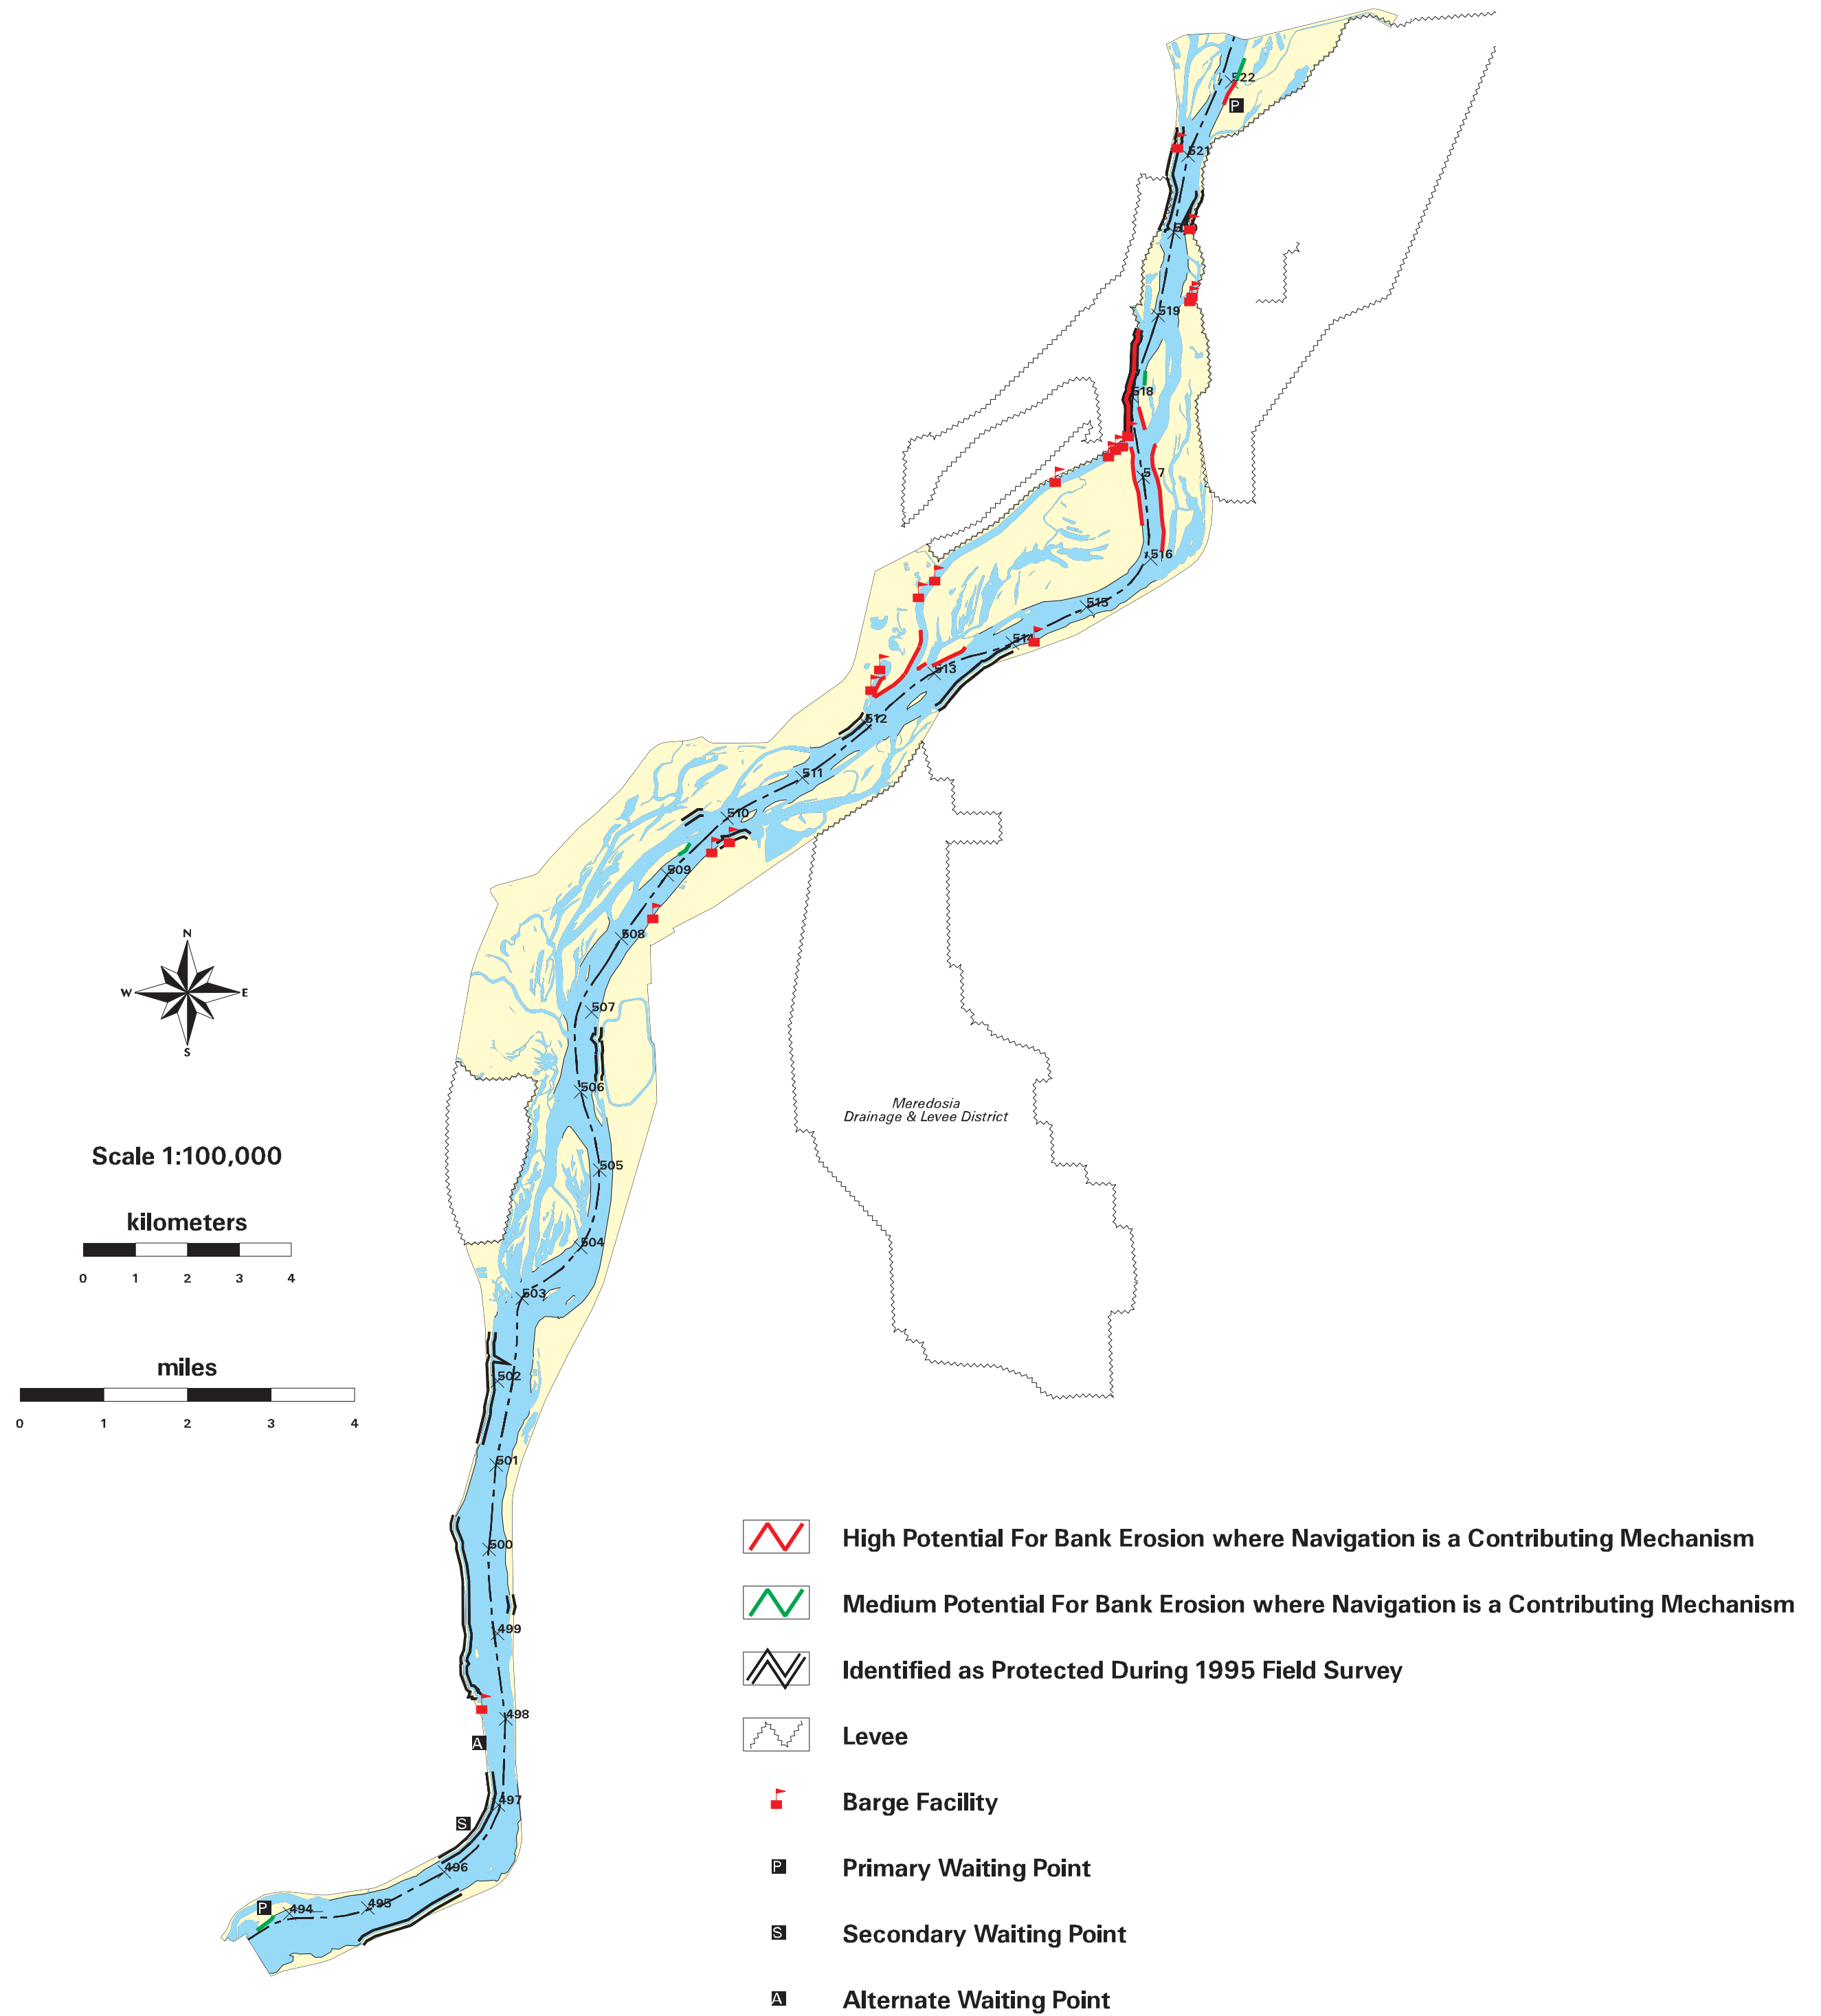 522
P
521
519
518
516
515
514
513
512
511
510
509
508
N
W
E
S
507
506
Meredosia
Drainage & Levee District
Scale 1:100,000
505
kilometers
504
0 1 2 3 4
503
miles
502
0 1 2 3 4
501
High Potential For Bank Erosion where Navigation is a Contributing Mechanism
500
Medium Potential For Bank Erosion where Navigation is a Contributing Mechanism
499
Identified as Protected During 1995 Field Survey
498
A
Levee
497
Barge Facility
S
496
P Primary Waiting Point
P
494
495
S Secondary Waiting Point
A Alternate Waiting Point